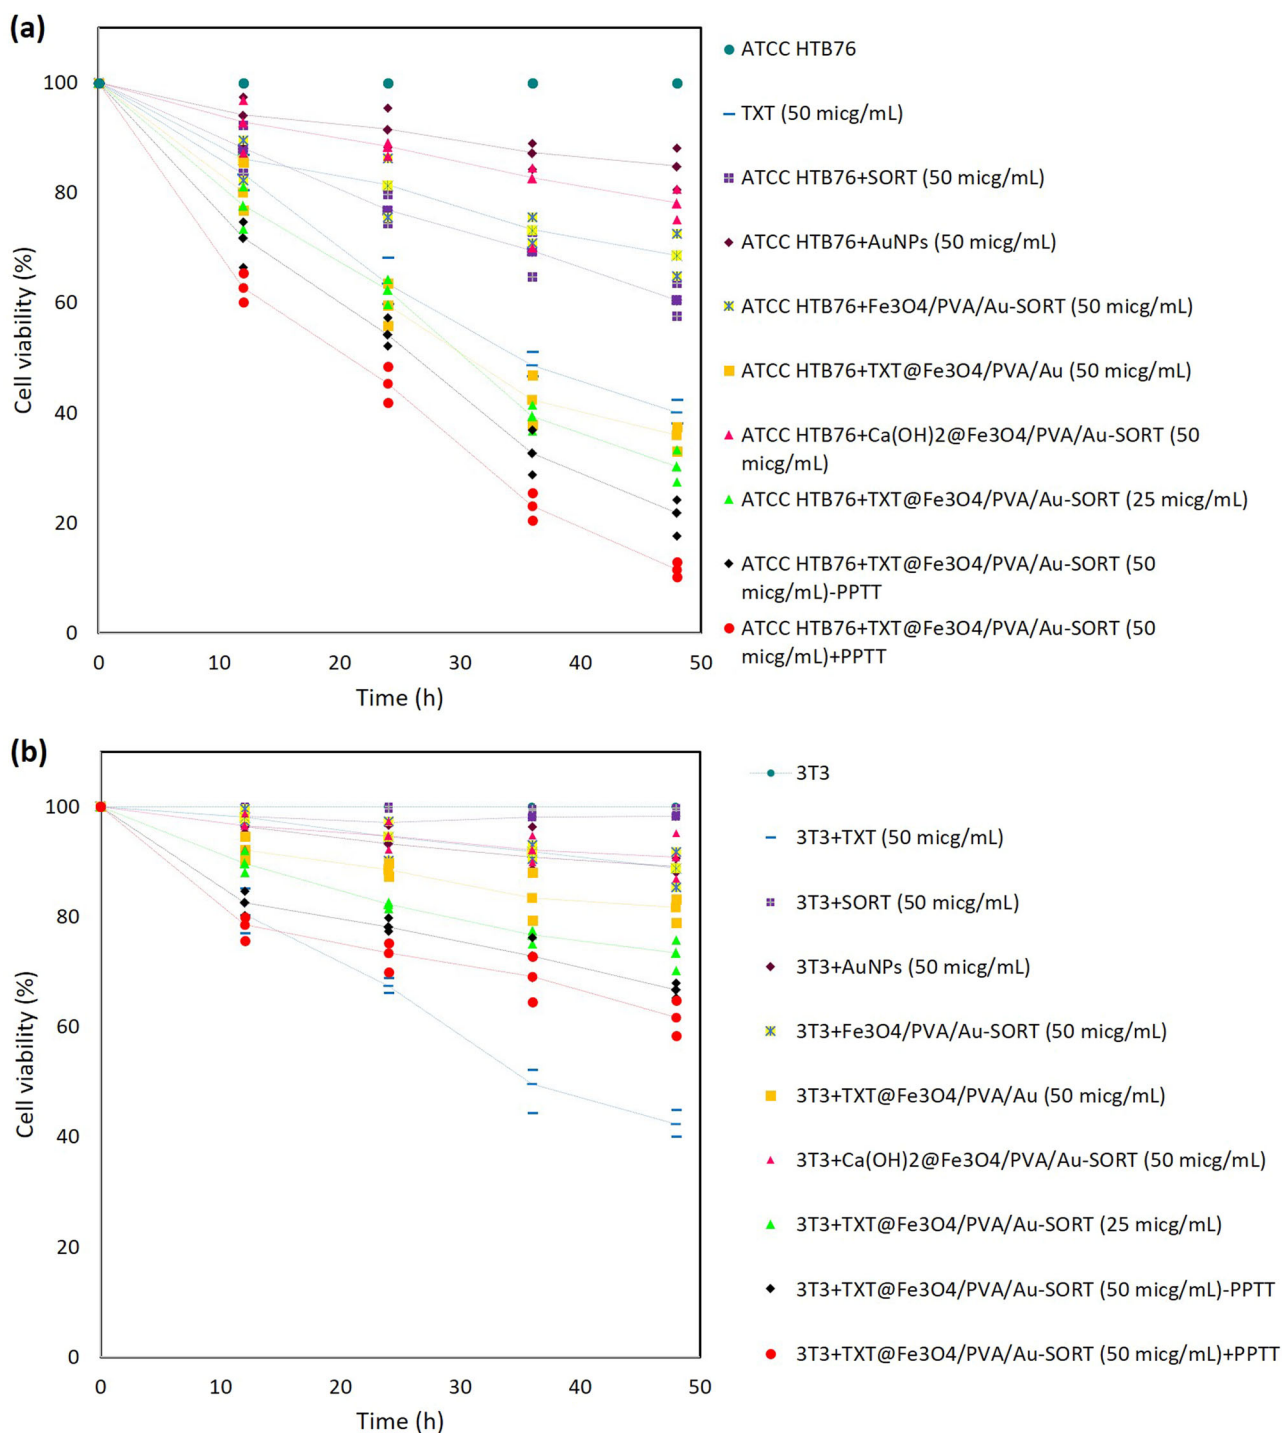 (a)
100
80
60
40
20
0
Cell viability (%)
0 10 20 30 40 50
Time (h)
ATCC HTB76
TXT (50 micg/mL)
ATCC HTB76+SORT (50 micg/mL)
ATCC HTB76+AuNPs (50 micg/mL)
ATCC HTB76+Fe3O4/PVA/Au-SORT (50 micg/mL)
ATCC HTB76+TXT@Fe3O4/PVA/Au (50 micg/mL)
ATCC HTB76+Ca(OH)2@Fe3O4/PVA/Au-SORT (50
micg/mL)
ATCC HTB76+TXT@Fe3O4/PVA/Au-SORT (25 micg/mL)
ATCC HTB76+TXT@Fe3O4/PVA/Au-SORT (50
micg/mL)-PPTT
ATCC HTB76+TXT@Fe3O4/PVA/Au-SORT (50
micg/mL)+PPTT
(b)
100
80
60
40
20
0
Cell viability (%)
0 10 20 30 40 50
Time (h)
3T3
3T3+TXT (50 micg/mL)
3T3+SORT (50 micg/mL)
3T3+AuNPs (50 micg/mL)
3T3+Fe3O4/PVA/Au-SORT (50 micg/mL)
3T3+TXT@Fe3O4/PVA/Au (50 micg/mL)
3T3+Ca(OH)2@Fe3O4/PVA/Au-SORT (50 micg/mL)
3T3+TXT@Fe3O4/PVA/Au-SORT (25 micg/mL)
3T3+TXT@Fe3O4/PVA/Au-SORT (50 micg/mL)-PPTT
3T3+TXT@Fe3O4/PVA/Au-SORT (50 micg/mL)+PPTT